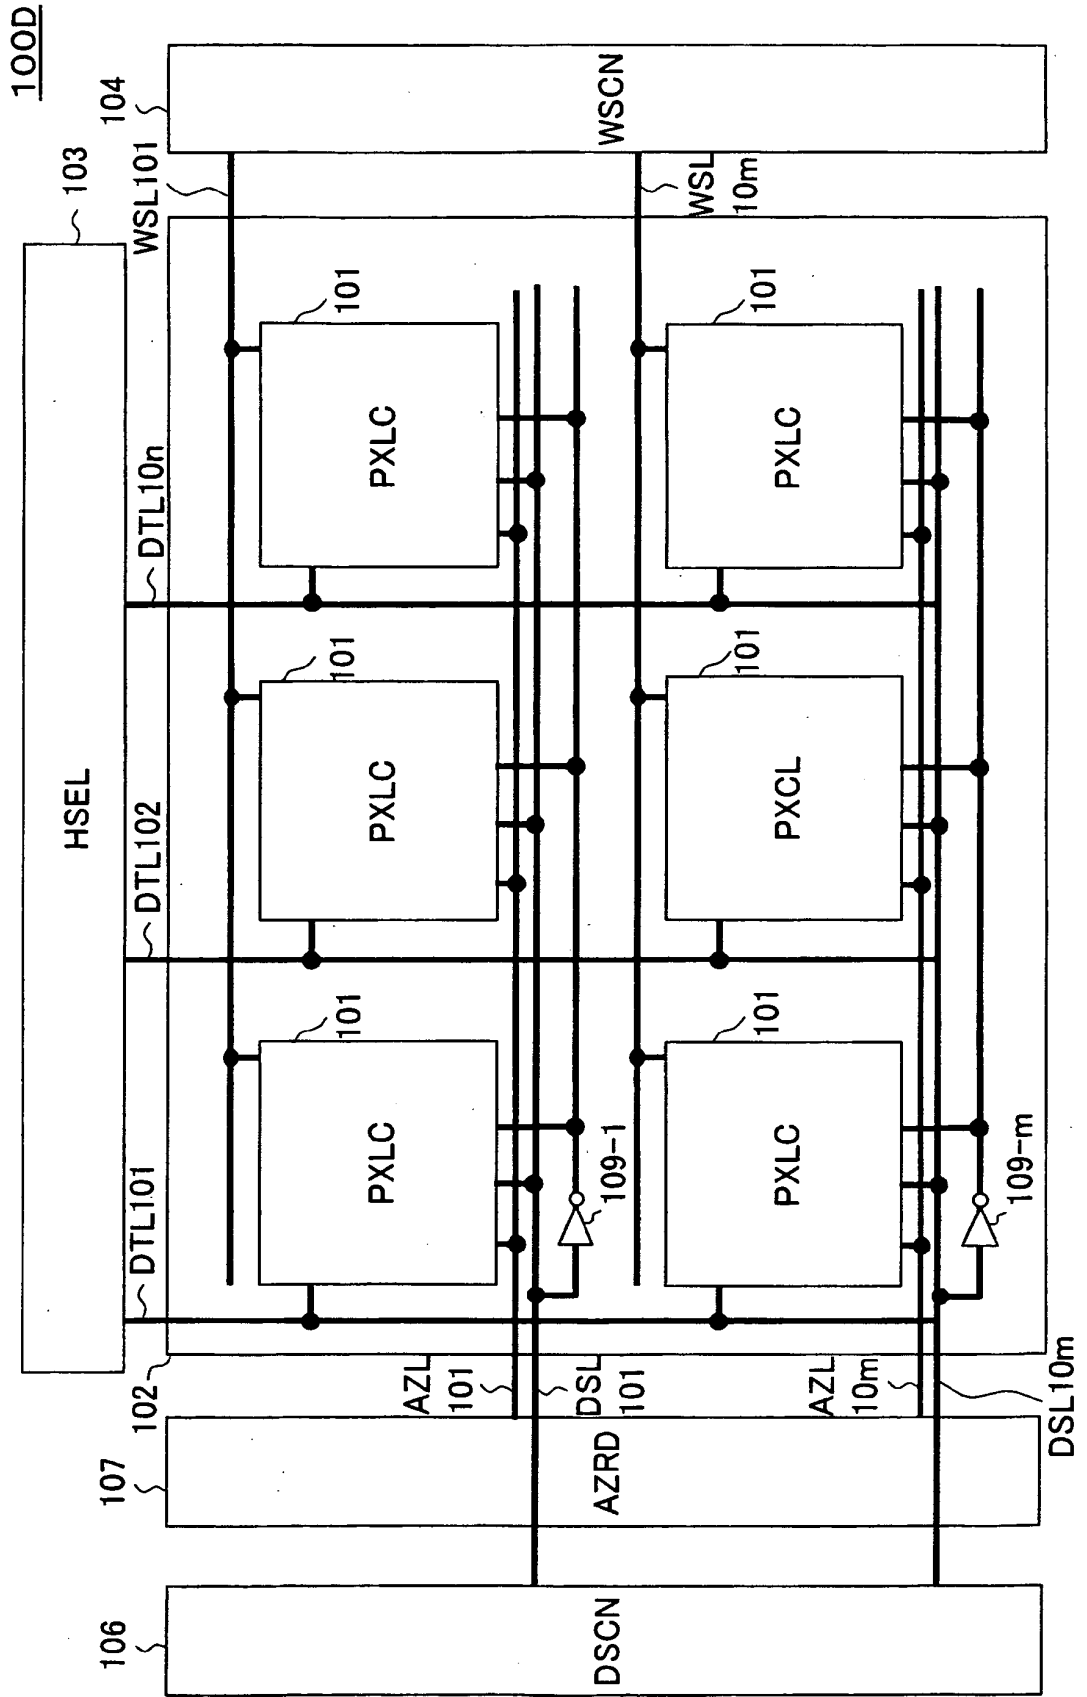 100D
HSEL
103
104
WSL101
DTL101
DTL102
DTL10n
102
107
106
101
101
101
PXLC
PXLC
PXLC
WSCN
AZL
101
109-1
DSL
101
WSL
10m
101
101
101
PXLC
PXCL
PXLC
AZRD
DSCN
AZL
10m
109-m
DSL10m